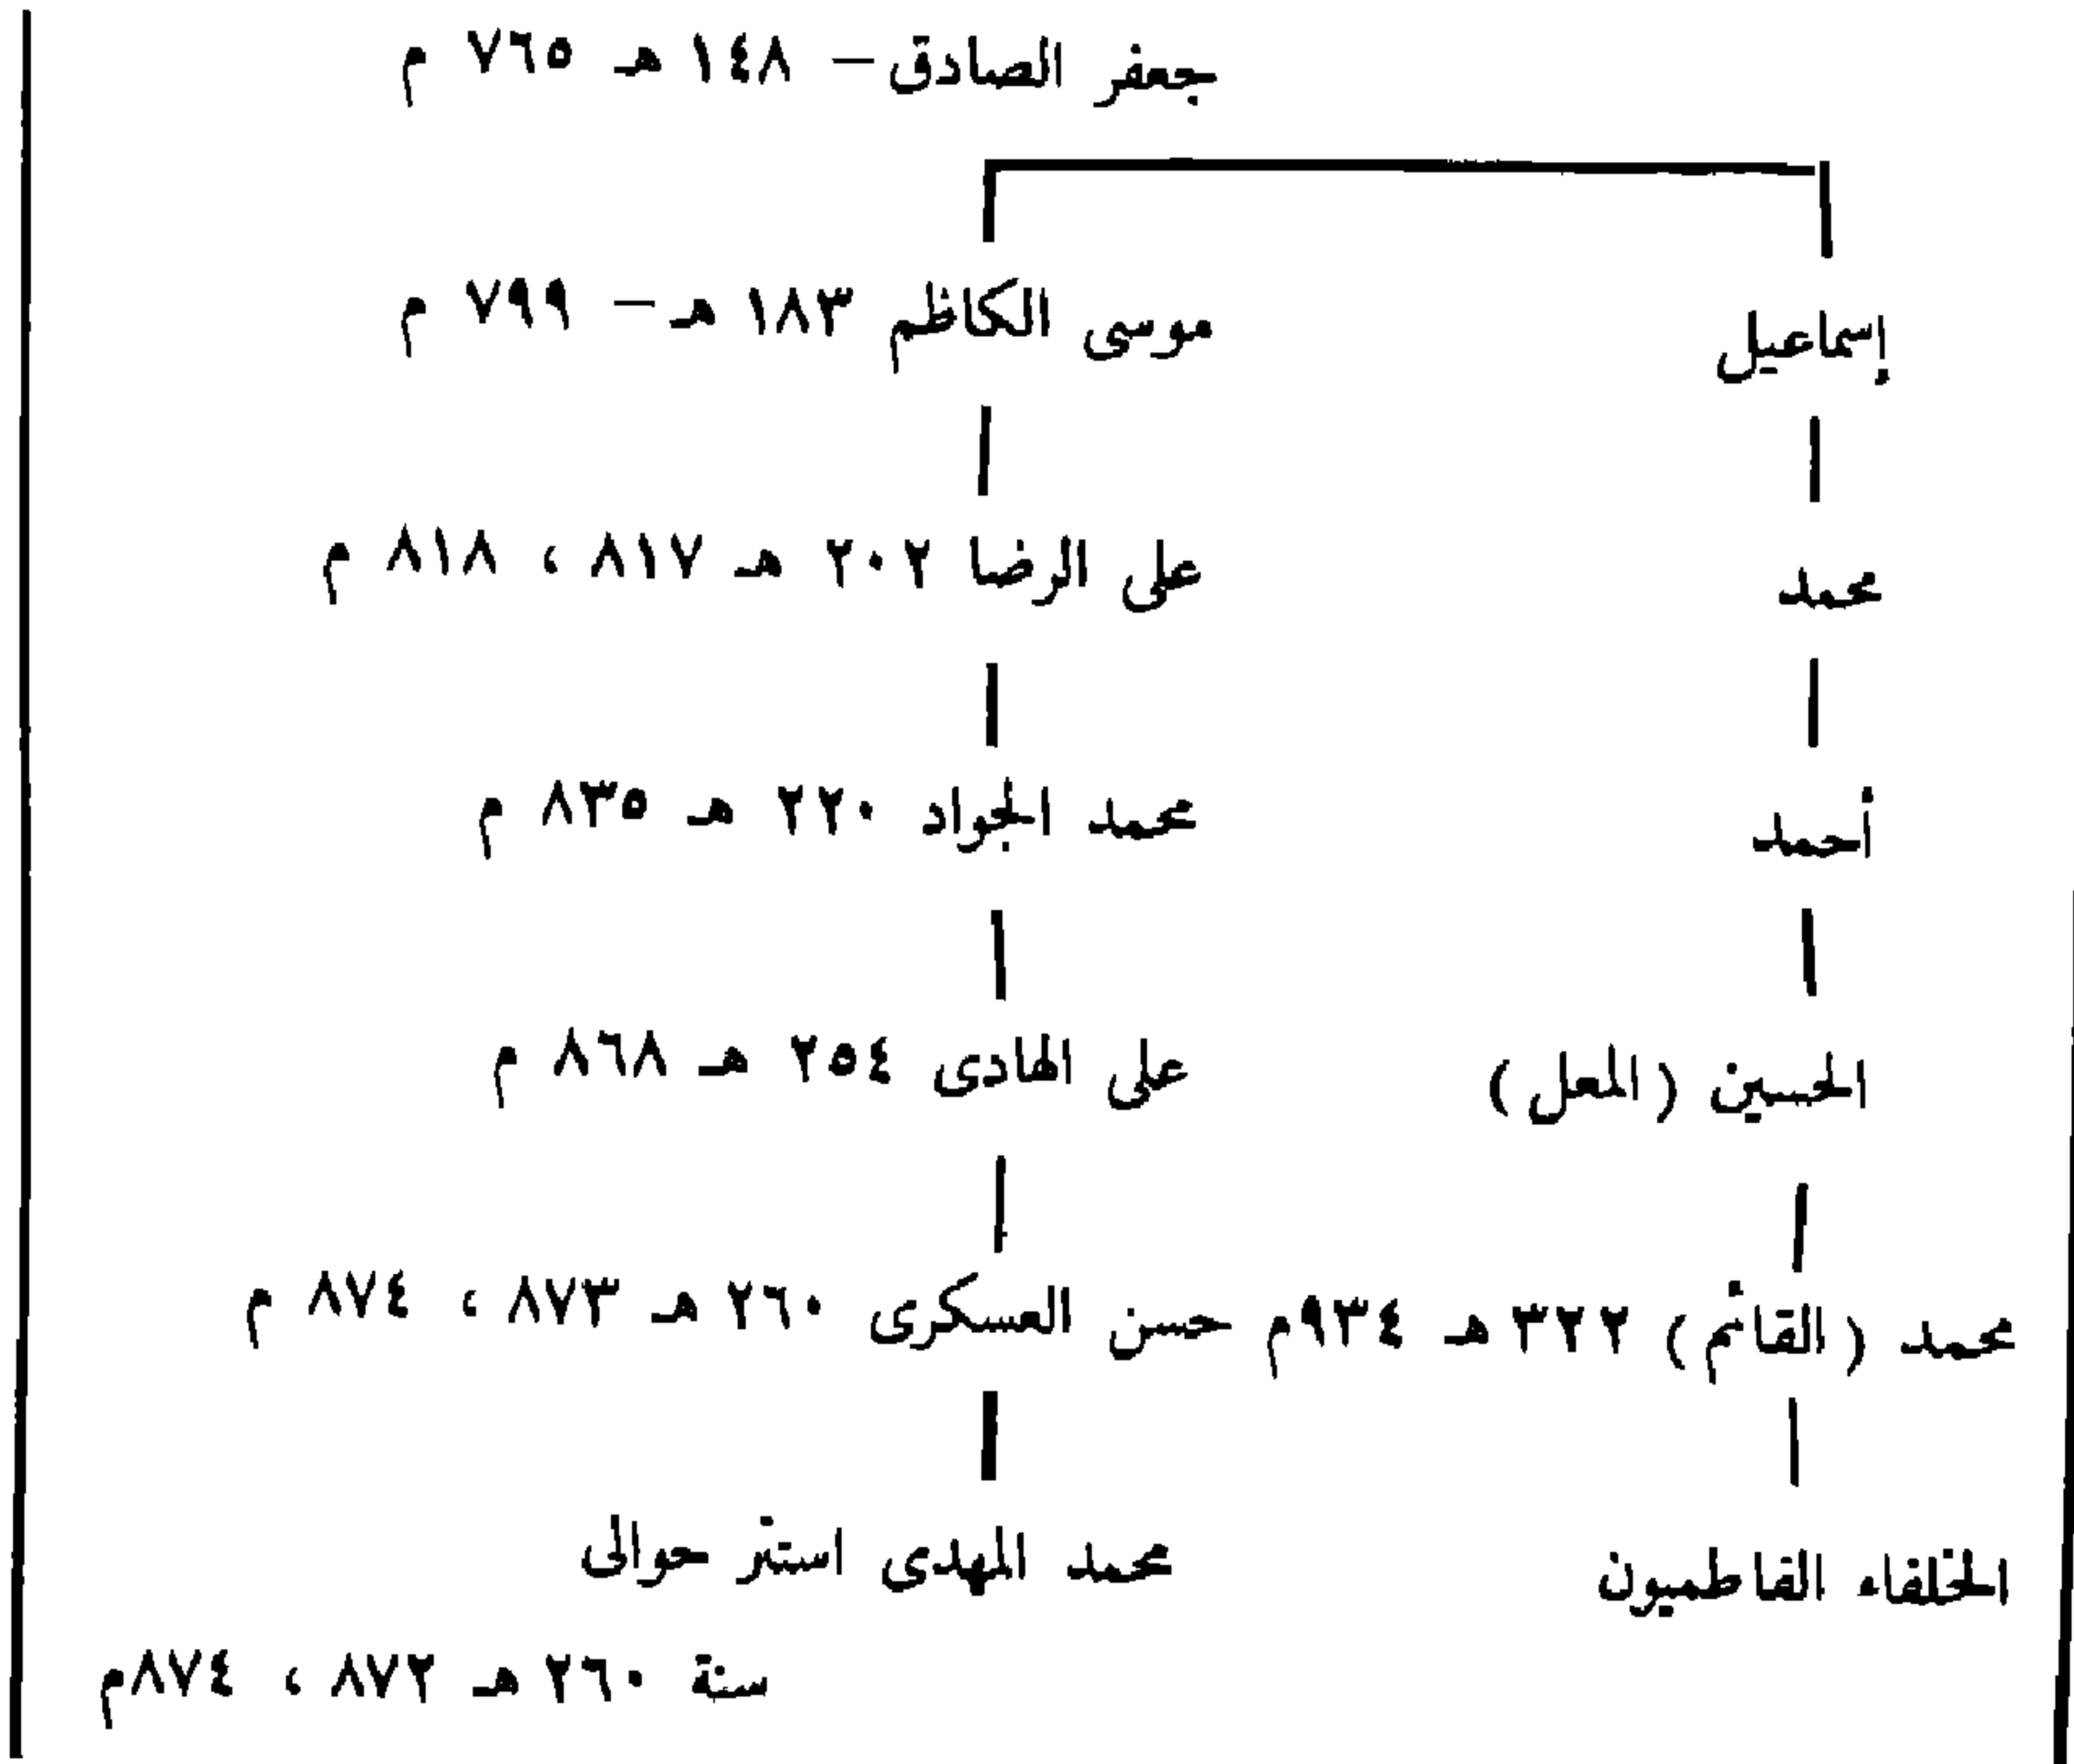 جعفر الصادق – ١٤٨ هـ ٧٦٥ م
إسماعيل
موسى الكاظم ١٨٣ هـ – ٧٩٩ م
محمد
على الرضا ٢٠٢ هـ ٨١٧ ، ٨١٨ م
أحمد
محمد الجواد ٢٢٠ هـ ٨٣٥ م
الحسين (المعل)
على الهادى ٢٥٤ هـ ٨٦٨ م
محمد (القائم) ٣٢٢ هـ ٩٣٤م
حسن العسكرى ٢٦٠ هـ ٨٧٣ ، ٨٧٤ م
الخلفاء الفاطميون
محمد المهدى استتر حوالى
سنة ٢٦٠ هـ ٨٧٢ ، ٨٧٤م